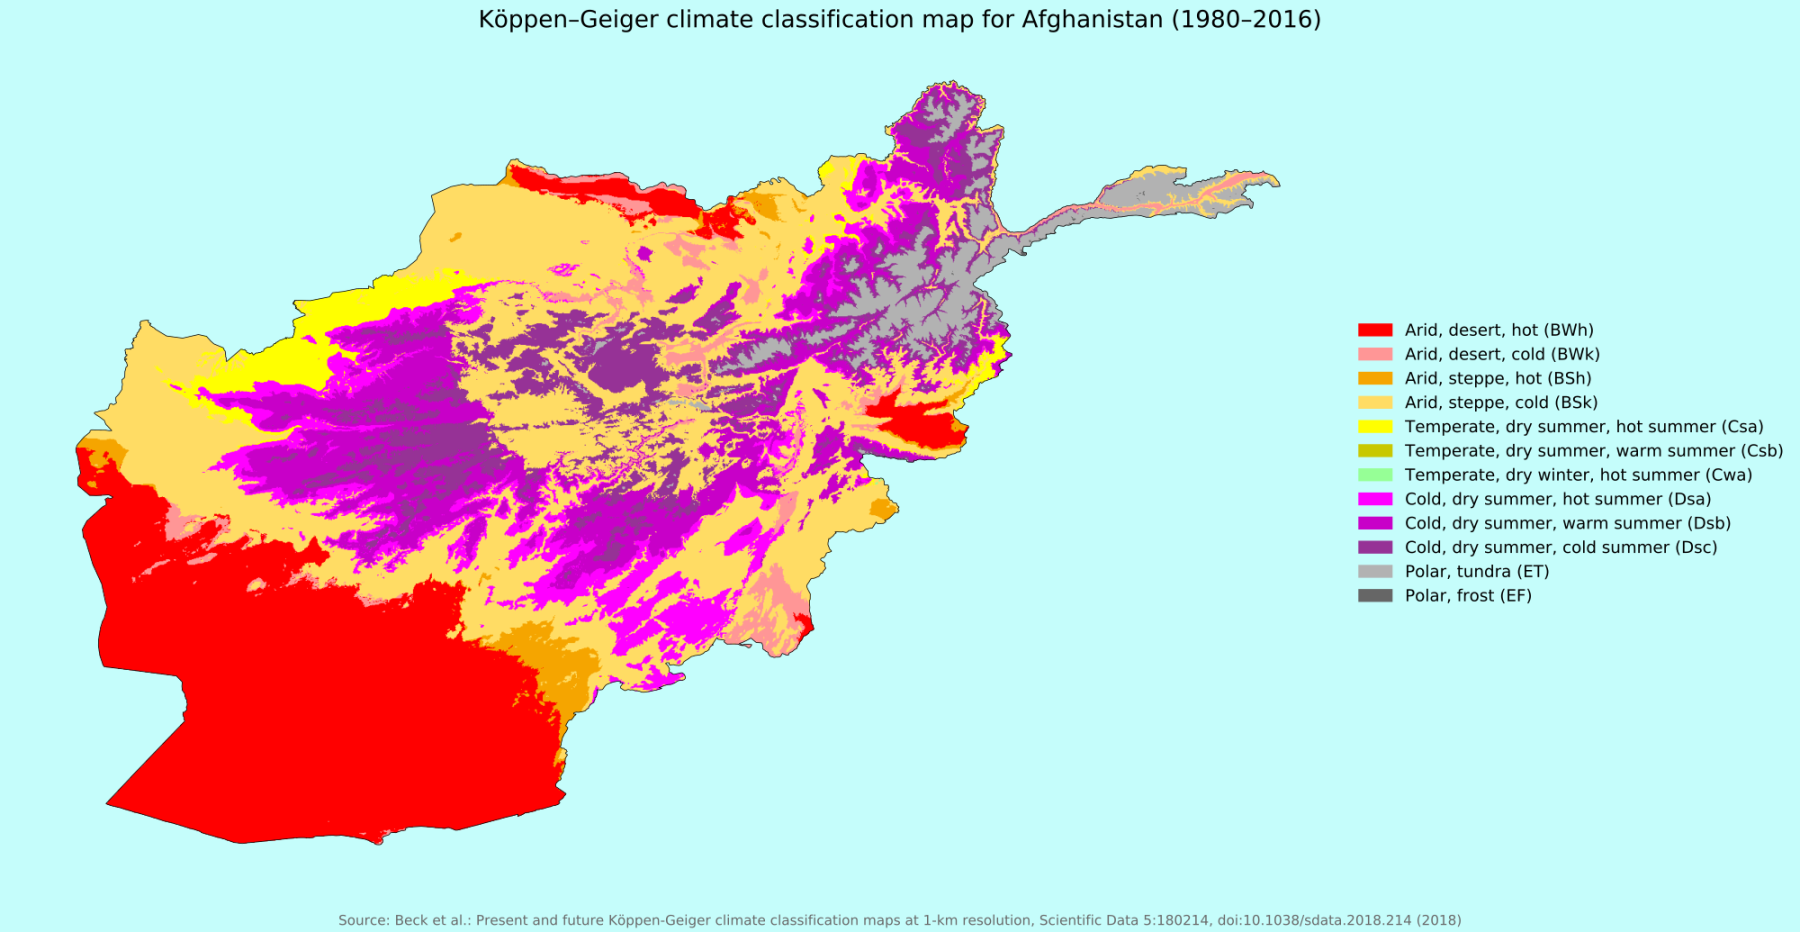 Köppen–Geiger climate classification map for Afghanistan (1980–2016)
Arid, desert, hot (BWh)
Arid, desert, cold (BWk)
Arid, steppe, hot (BSh)
Arid, steppe, cold (BSk)
Temperate, dry summer, hot summer (Csa)
Temperate, dry summer, warm summer (Csb)
Temperate, dry winter, hot summer (Cwa)
Cold, dry summer, hot summer (Dsa)
Cold, dry summer, warm summer (Dsb)
Cold, dry summer, cold summer (Dsc)
Polar, tundra (ET)
Polar, frost (EF)
Source: Beck et al.: Present and future Köppen-Geiger climate classification maps at 1-km resolution, Scientific Data 5:180214, doi:10.1038/sdata.2018.214 (2018)